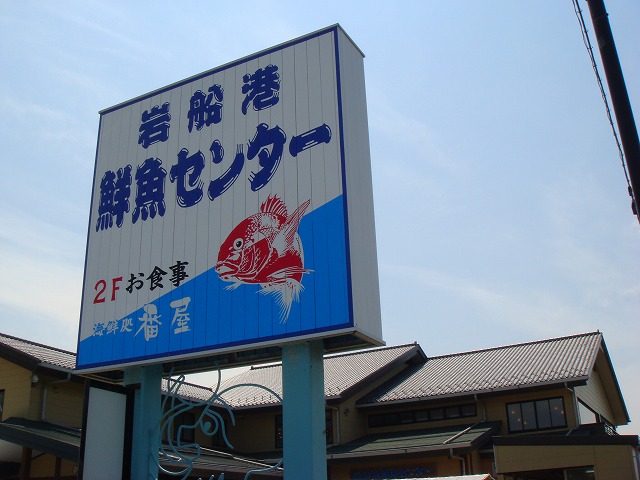 岩船港
鮮魚センター
2Fお食事
海鮮処 番屋